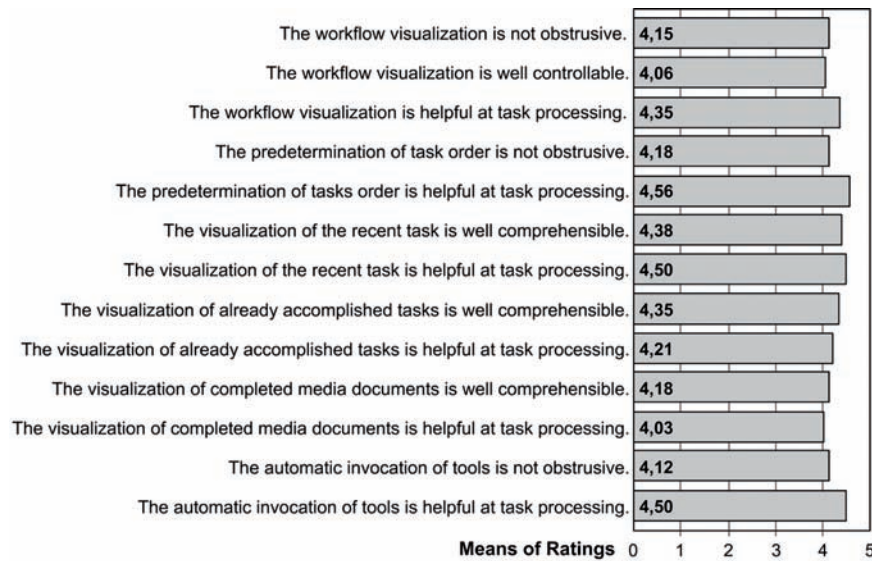 The workflow visualization is not obstrusive. 4,15
The workflow visualization is well controllable. 4,06
The workflow visualization is helpful at task processing. 4,35
The predetermination of task order is not obstrusive. 4,18
The predetermination of tasks order is helpful at task processing. 4,56
The visualization of the recent task is well comprehensible. 4,38
The visualization of the recent task is helpful at task processing. 4,50
The visualization of already accomplished tasks is well comprehensible. 4,35
The visualization of already accomplished tasks is helpful at task processing. 4,21
The visualization of completed media documents is well comprehensible. 4,18
The visualization of completed media documents is helpful at task processing. 4,03
The automatic invocation of tools is not obstrusive. 4,12
The automatic invocation of tools is helpful at task processing. 4,50
Means of Ratings 0 1 2 3 4 5